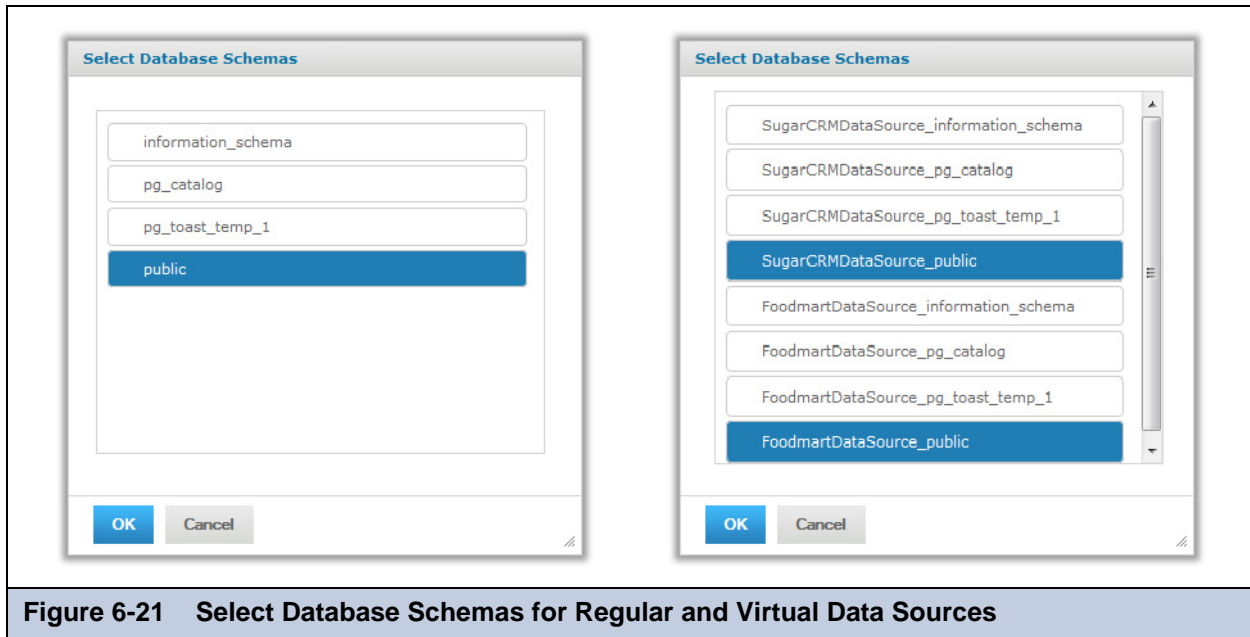 Select Database Schemas
information_schema
pg_catalog
pg_toast_temp_1
public
OK Cancel
Select Database Schemas
SugarCRMDataSource_information_schema
SugarCRMDataSource_pg_catalog
SugarCRMDataSource_pg_toast_temp_1
SugarCRMDataSource_public
FoodmartDataSource_information_schema
FoodmartDataSource_pg_catalog
FoodmartDataSource_pg_toast_temp_1
FoodmartDataSource_public
OK Cancel
Figure 6-21 Select Database Schemas for Regular and Virtual Data Sources